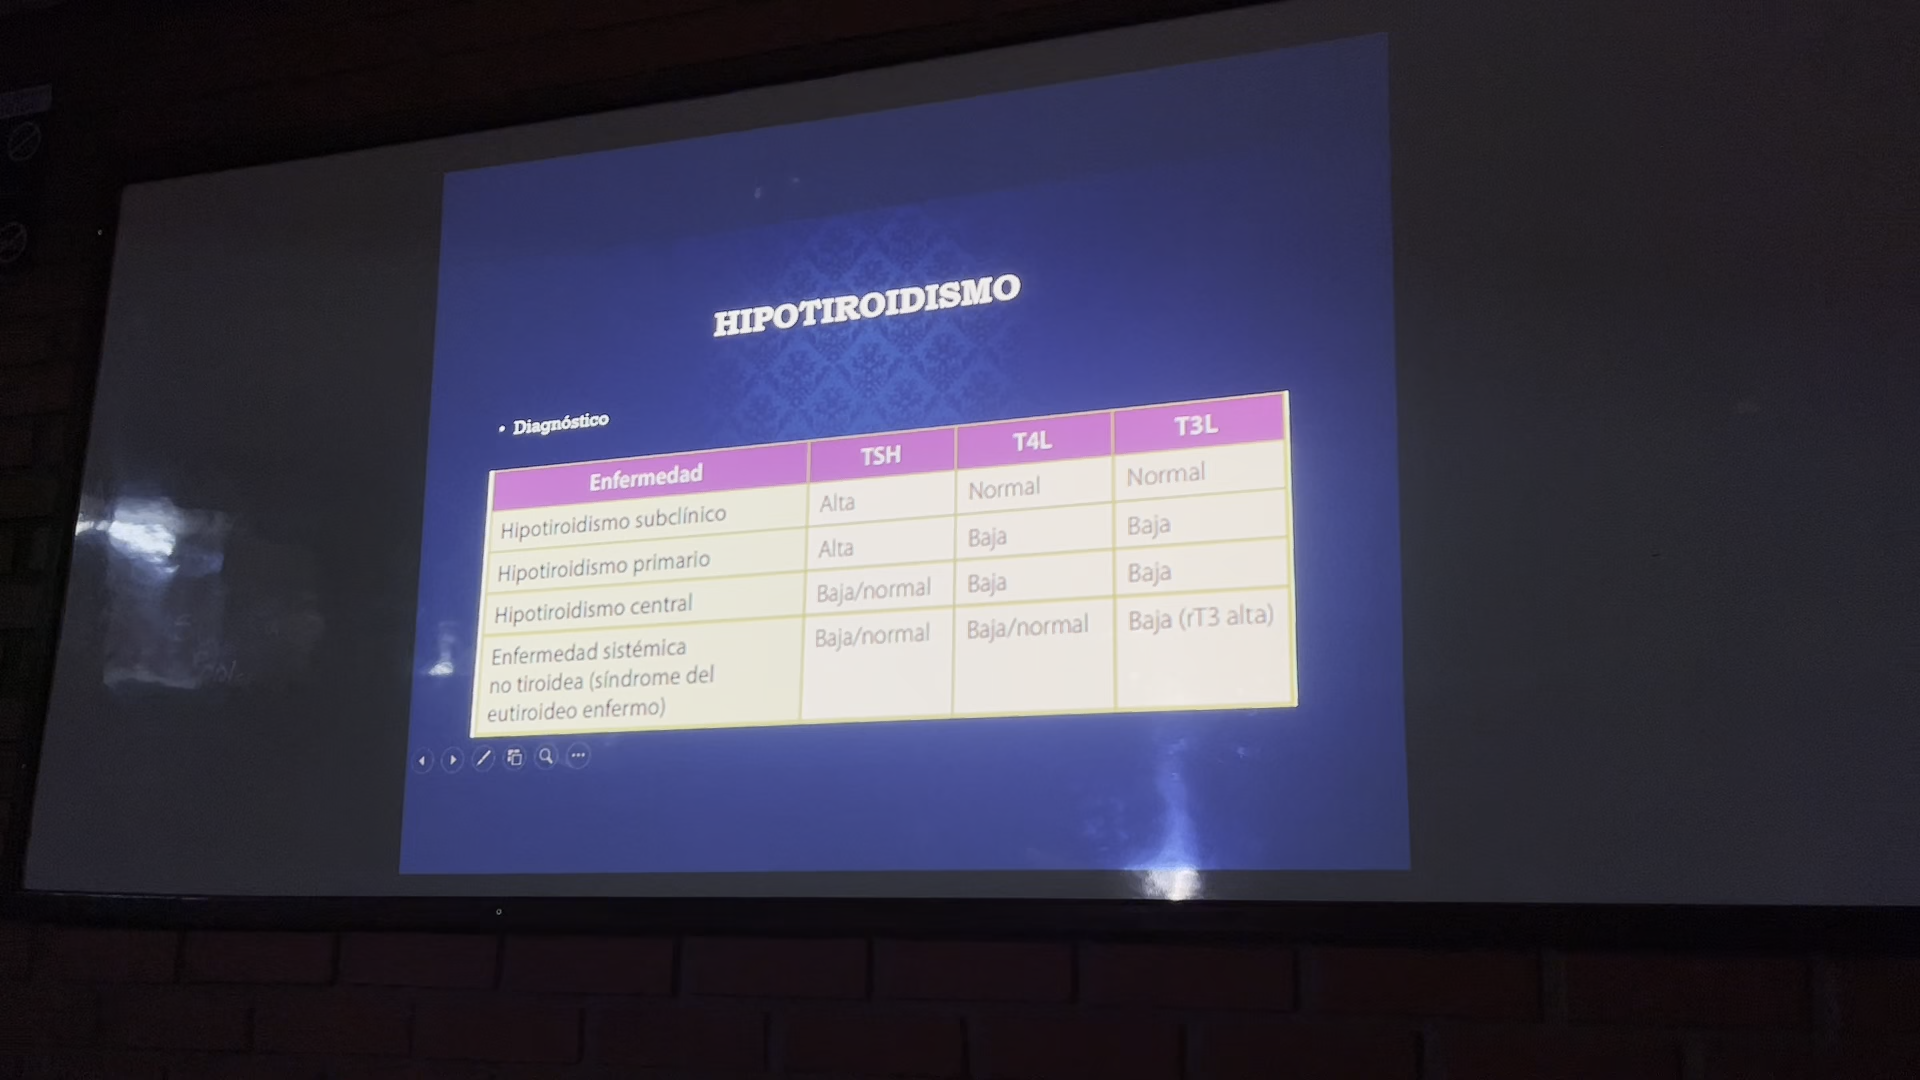 HIPOTIROIDISMO
• Diagnóstico
Enfermedad TSH T4L T3L
Hipotiroidismo subclínico Alta Normal Normal
Hipotiroidismo primario Alta Baja Baja
Hipotiroidismo central Baja/normal Baja Baja
Enfermedad sistémica Baja/normal Baja/normal Baja (rT3 alta)
no tiroidea (síndrome del
eutiroideo enfermo)